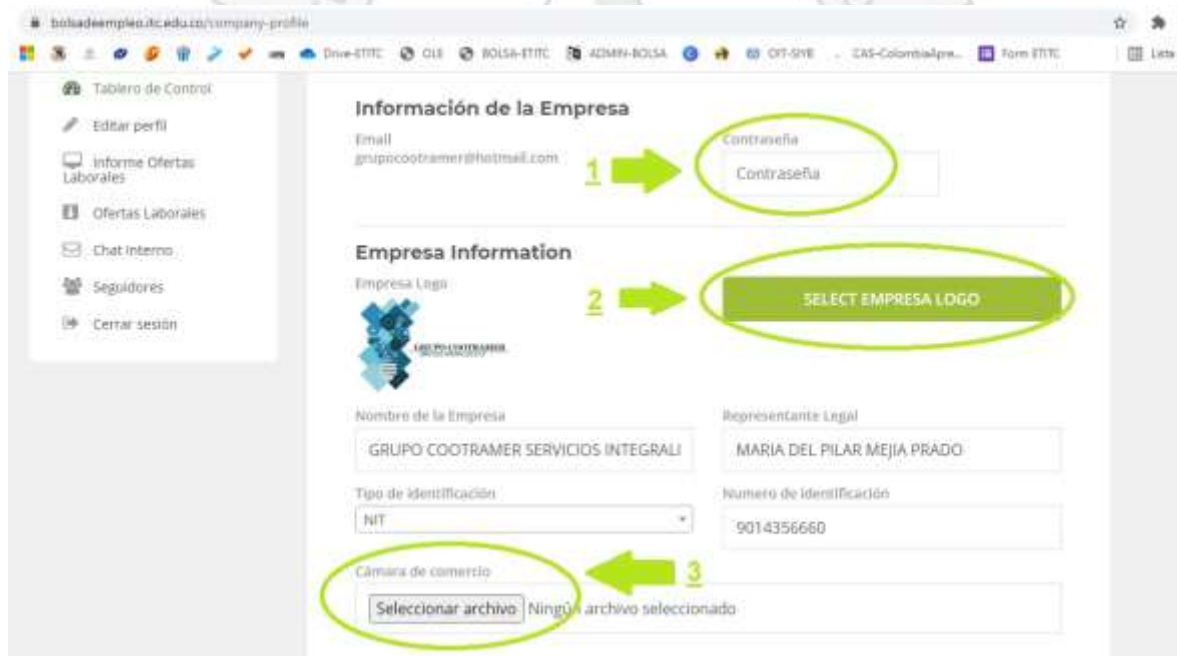 bolsadeempleo.itc.edu.co/company-profile
Drive-ETITC OLE BOLSA-ETITC ADMIN-BOLSA OIT-SIYB CAS-ColombiaApre... Form ETITC Lista
Tablero de Control
Editar perfil
Informe Ofertas
Laborales
Ofertas Laborales
Chat Interno
Seguidores
Cerrar sesión
Información de la Empresa
Email
grupocootramer@hotmail.com
Contraseña
Contraseña
1
Empresa Information
Empresa Logo
GRUPO COOTRAMER
2
SELECT EMPRESA LOGO
Nombre de la Empresa
GRUPO COOTRAMER SERVICIOS INTEGRALI
Representante Legal
MARIA DEL PILAR MEJIA PRADO
Tipo de identificación
NIT
Numero de identificación
9014356660
Cámara de comercio
3
Seleccionar archivo Ningún archivo seleccionado